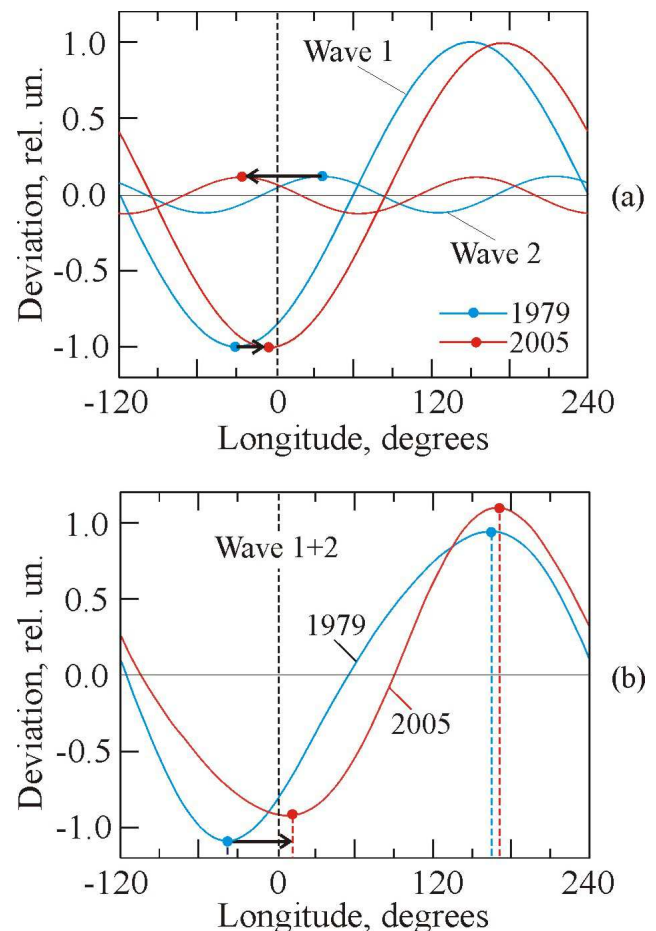 1.0
Wave 1
0.5
0.0
(a)
Deviation, rel. un.
-0.5
Wave 2
1979
-1.0
2005
-120 0 120 240
Longitude, degrees
1.0
Wave 1+2
0.5
1979
0.0
(b)
Deviation, rel. un.
2005
-0.5
-1.0
-120 0 120 240
Longitude, degrees